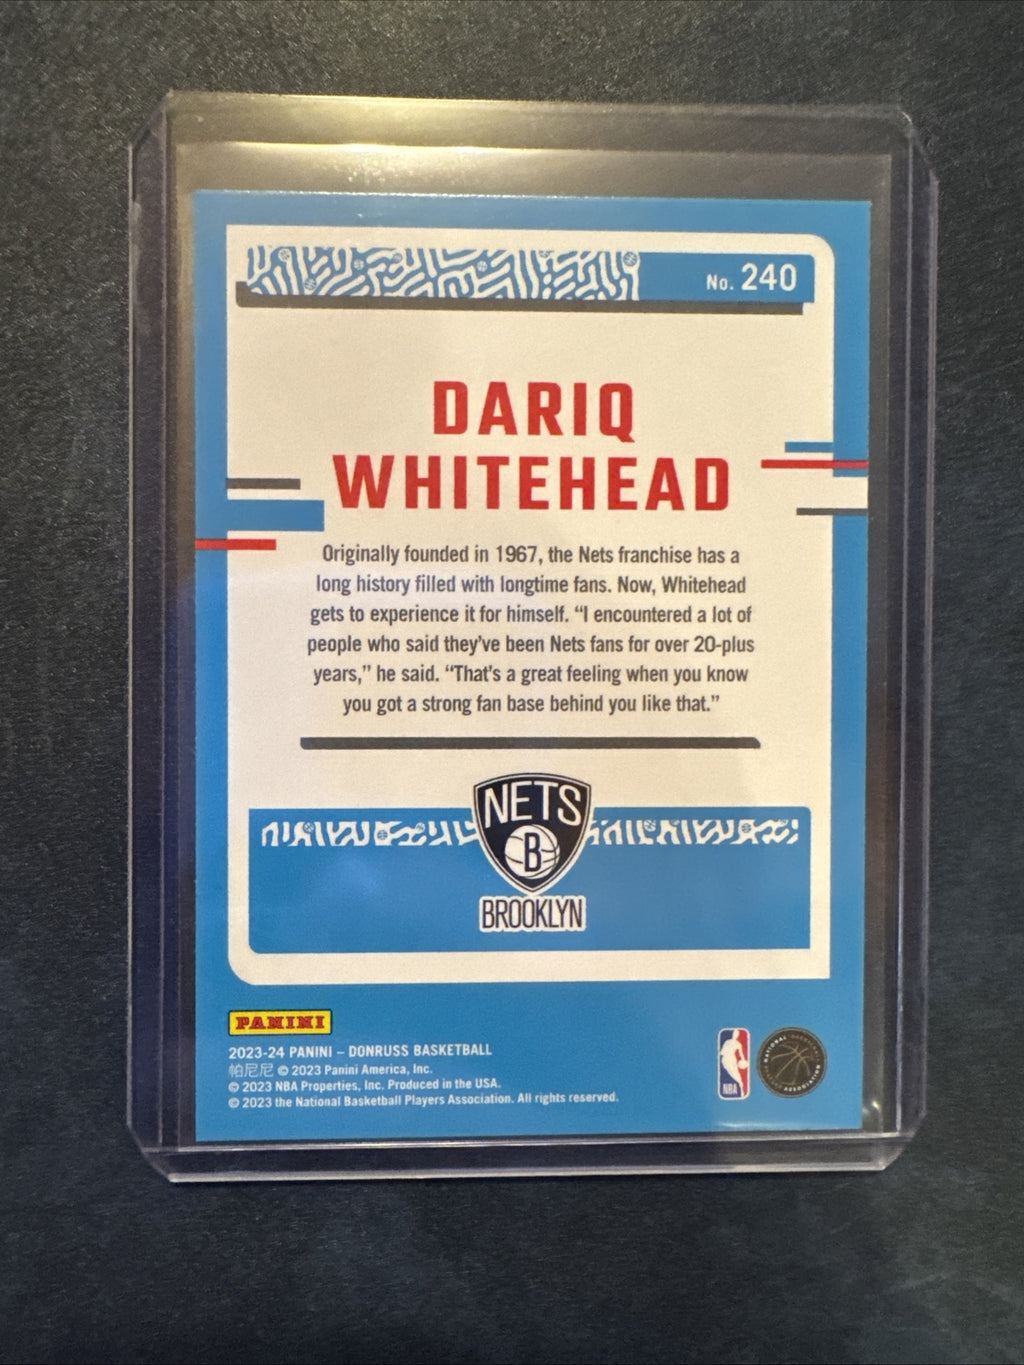 No. 240
DARIQ
WHITEHEAD
Originally founded in 1967, the Nets franchise has a
long history filled with longtime fans. Now, Whitehead
gets to experience it for himself. “I encountered a lot of
people who said they’ve been Nets fans for over 20-plus
years,” he said. “That’s a great feeling when you know
you got a strong fan base behind you like that.”
NETS
B
BROOKLYN
PANINI
2023-24 PANINI – DONRUSS BASKETBALL
帕尼尼 © 2023 Panini America, Inc.
© 2023 NBA Properties, Inc. Produced in the USA.
© 2023 the National Basketball Players Association. All rights reserved.
NBA